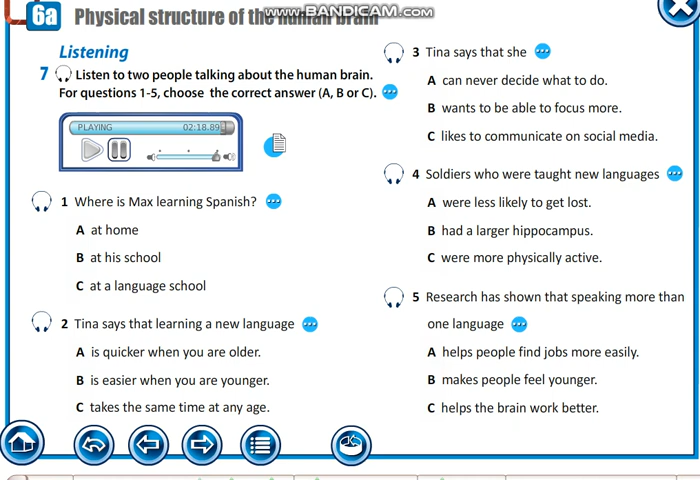 6a Physical structure of the human brain
www.BANDICAM.com
Listening
7 Listen to two people talking about the human brain.
For questions 1-5, choose the correct answer (A, B or C).
PLAYING 02:18.89
1 Where is Max learning Spanish?
A at home
B at his school
C at a language school
2 Tina says that learning a new language
A is quicker when you are older.
B is easier when you are younger.
C takes the same time at any age.
3 Tina says that she
A can never decide what to do.
B wants to be able to focus more.
C likes to communicate on social media.
4 Soldiers who were taught new languages
A were less likely to get lost.
B had a larger hippocampus.
C were more physically active.
5 Research has shown that speaking more than
one language
A helps people find jobs more easily.
B makes people feel younger.
C helps the brain work better.